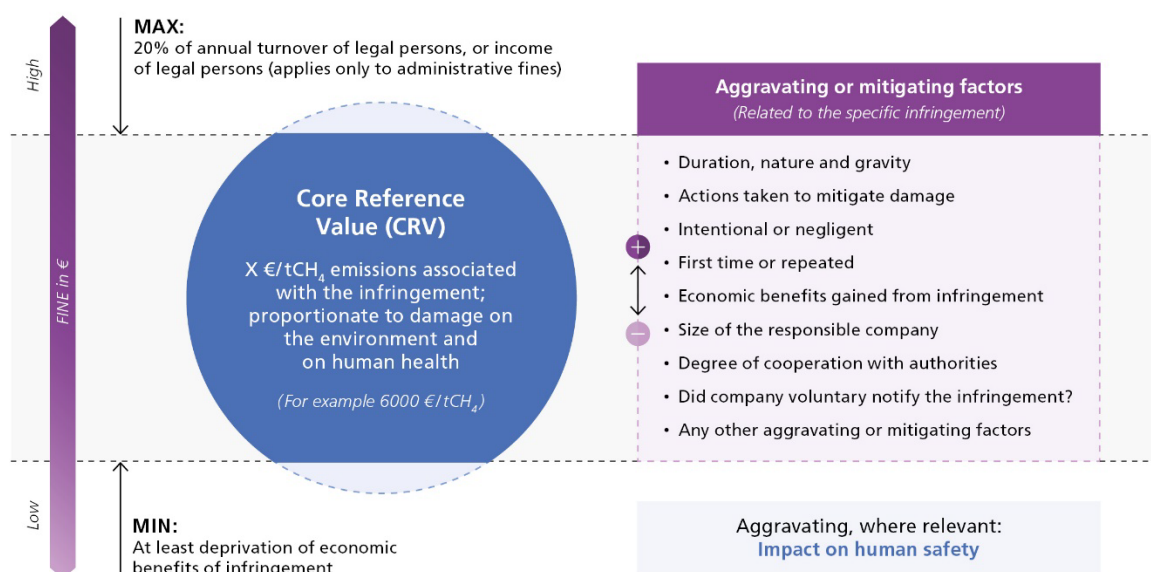 High
FINE in €
Low
MAX:
20% of annual turnover of legal persons, or income
of legal persons (applies only to administrative fines)
Core Reference
Value (CRV)
X €/tCH₄ emissions associated
with the infringement;
proportionate to damage on
the environment and
on human health
(For example 6000 €/tCH₄)
MIN:
At least deprivation of economic
benefits of infringement
Aggravating or mitigating factors
(Related to the specific infringement)
+
−
• Duration, nature and gravity
• Actions taken to mitigate damage
• Intentional or negligent
• First time or repeated
• Economic benefits gained from infringement
• Size of the responsible company
• Degree of cooperation with authorities
• Did company voluntary notify the infringement?
• Any other aggravating or mitigating factors
Aggravating, where relevant:
Impact on human safety